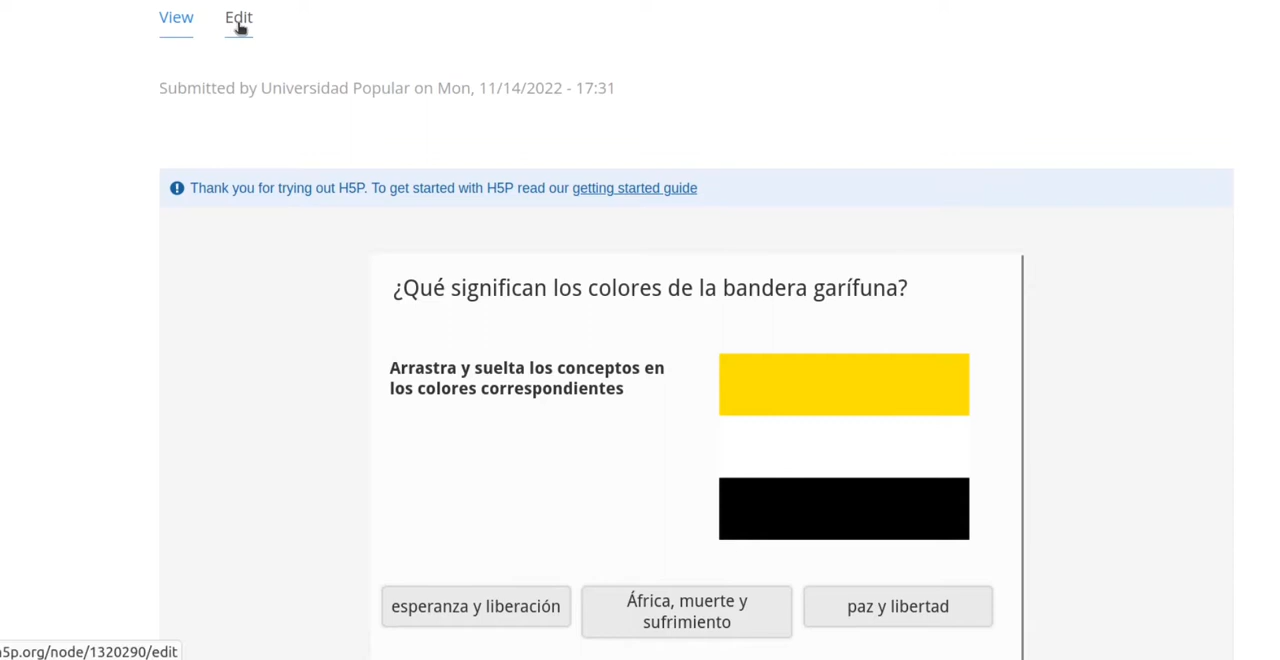 View Edit
Submitted by Universidad Popular on Mon, 11/14/2022 - 17:31
Thank you for trying out H5P. To get started with H5P read our getting started guide
¿Qué significan los colores de la bandera garífuna?
Arrastra y suelta los conceptos en
los colores correspondientes
esperanza y liberación
África, muerte y
sufrimiento
paz y libertad
h5p.org/node/1320290/edit